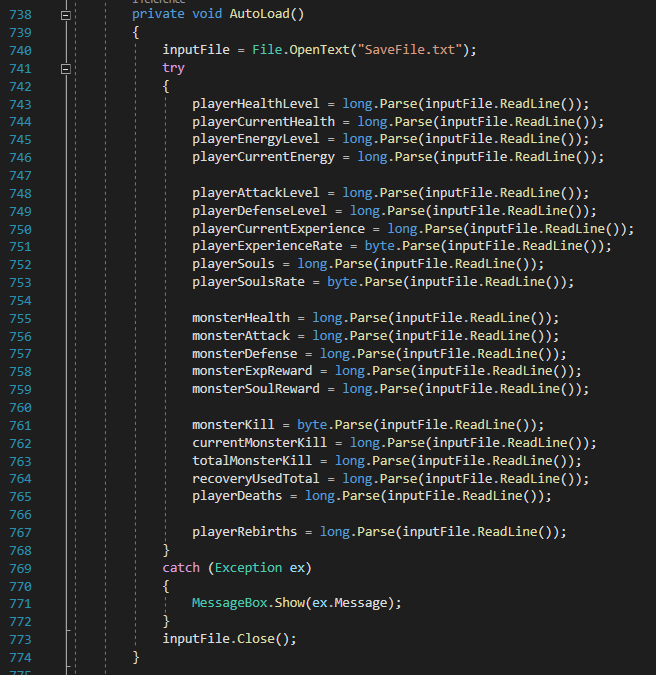 1 reference
738 private void AutoLoad()
739 {
740 inputFile = File.OpenText("SaveFile.txt");
741 try
742 {
743 playerHealthLevel = long.Parse(inputFile.ReadLine());
744 playerCurrentHealth = long.Parse(inputFile.ReadLine());
745 playerEnergyLevel = long.Parse(inputFile.ReadLine());
746 playerCurrentEnergy = long.Parse(inputFile.ReadLine());
747
748 playerAttackLevel = long.Parse(inputFile.ReadLine());
749 playerDefenseLevel = long.Parse(inputFile.ReadLine());
750 playerCurrentExperience = long.Parse(inputFile.ReadLine());
751 playerExperienceRate = byte.Parse(inputFile.ReadLine());
752 playerSouls = long.Parse(inputFile.ReadLine());
753 playerSoulsRate = byte.Parse(inputFile.ReadLine());
754
755 monsterHealth = long.Parse(inputFile.ReadLine());
756 monsterAttack = long.Parse(inputFile.ReadLine());
757 monsterDefense = long.Parse(inputFile.ReadLine());
758 monsterExpReward = long.Parse(inputFile.ReadLine());
759 monsterSoulReward = long.Parse(inputFile.ReadLine());
760
761 monsterKill = byte.Parse(inputFile.ReadLine());
762 currentMonsterKill = long.Parse(inputFile.ReadLine());
763 totalMonsterKill = long.Parse(inputFile.ReadLine());
764 recoveryUsedTotal = long.Parse(inputFile.ReadLine());
765 playerDeaths = long.Parse(inputFile.ReadLine());
766
767 playerRebirths = long.Parse(inputFile.ReadLine());
768 }
769 catch (Exception ex)
770 {
771 MessageBox.Show(ex.Message);
772 }
773 inputFile.Close();
774 }
775